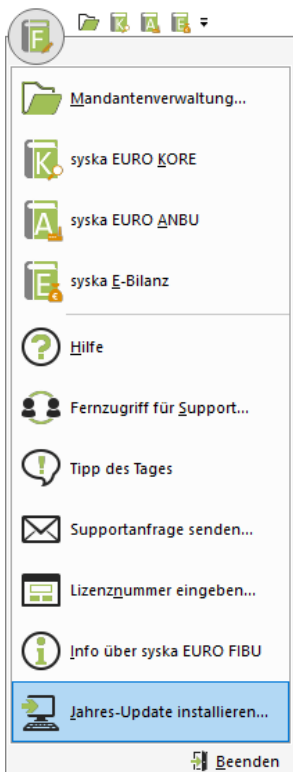 F
K
A
E
Mandantenverwaltung...
K
syska EURO KORE
A
syska EURO ANBU
E
syska E-Bilanz
?
Hilfe
Fernzugriff für Support...
!
Tipp des Tages
Supportanfrage senden...
Lizenznummer eingeben...
i
Info über syska EURO FIBU
Jahres-Update installieren...
Beenden